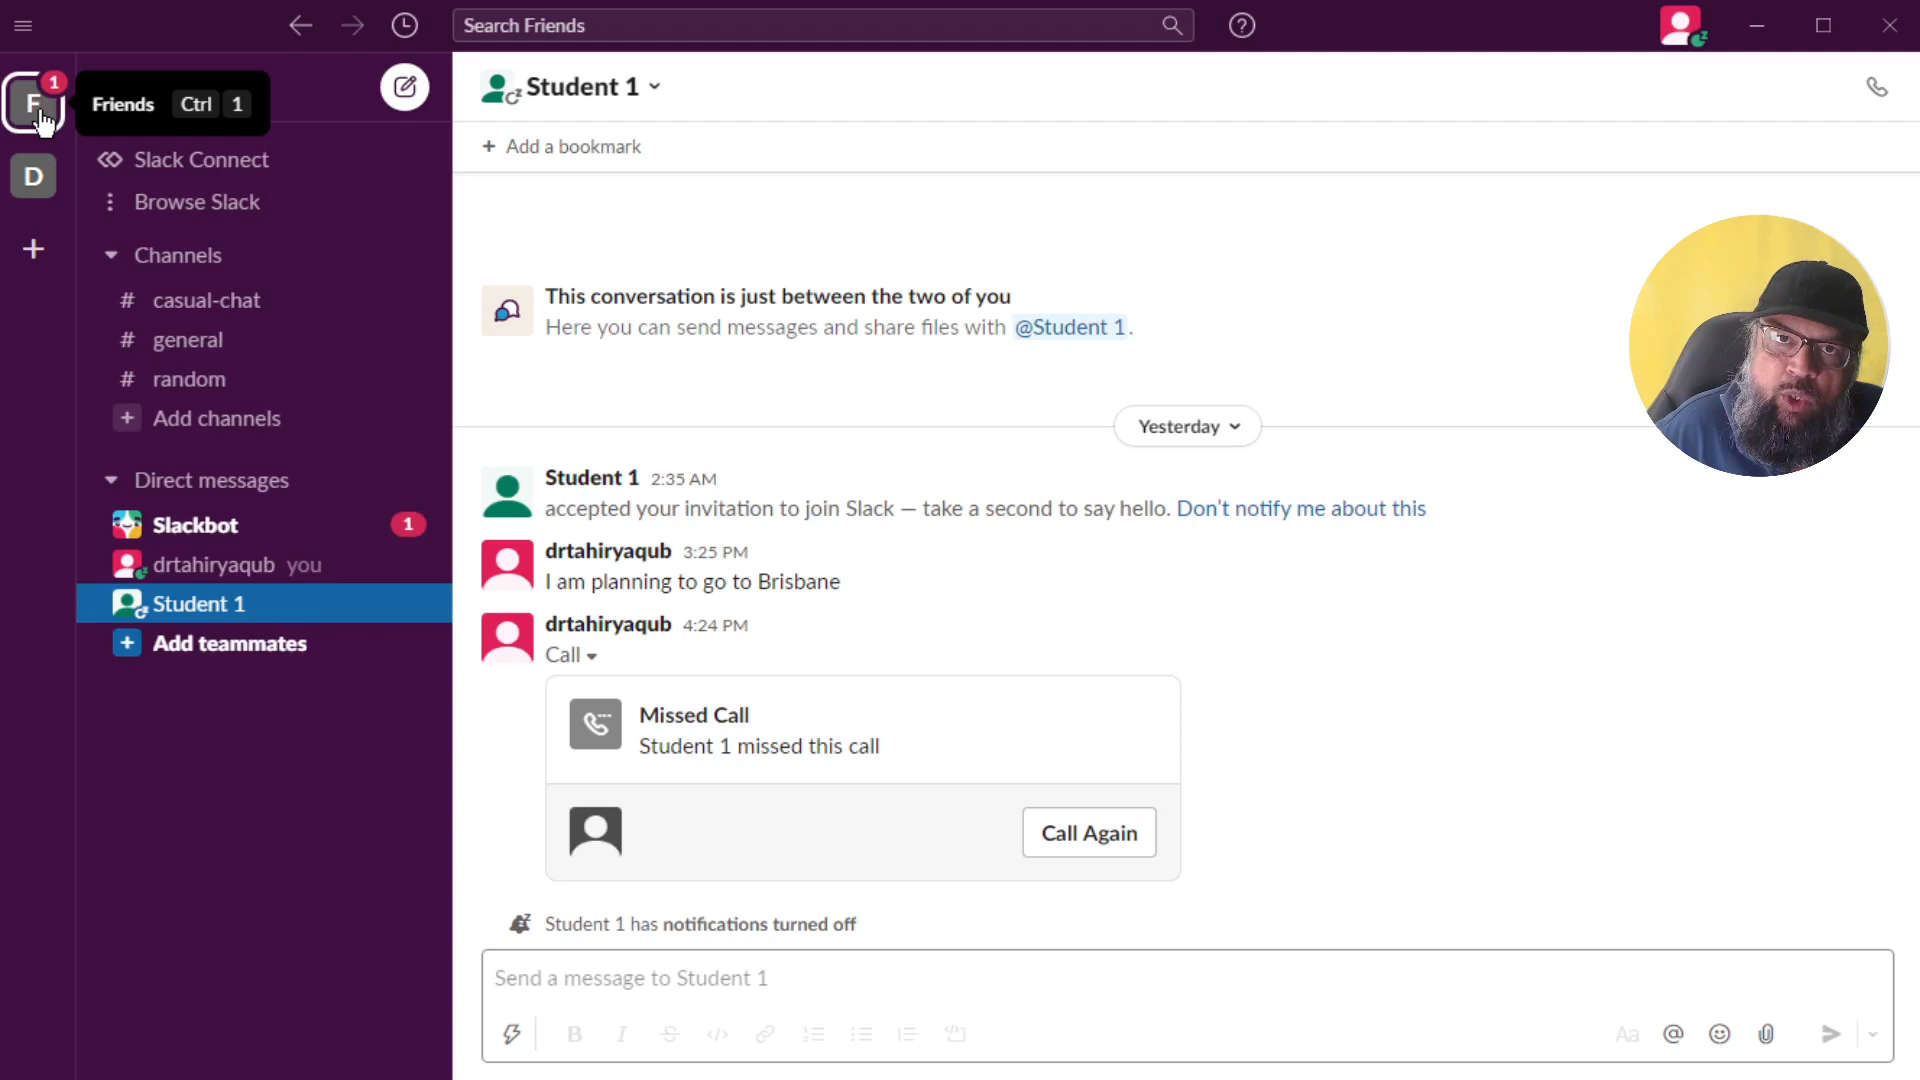 Search Friends
1
F
Friends Ctrl 1
D
Slack Connect
Browse Slack
Channels
# casual-chat
# general
# random
+ Add channels
Direct messages
Slackbot 1
drtahiryaqub you
Student 1
+ Add teammates
Student 1
+ Add a bookmark
This conversation is just between the two of you
Here you can send messages and share files with @Student 1.
Yesterday
Student 1 2:35 AM
accepted your invitation to join Slack — take a second to say hello. Don’t notify me about this
drtahiryaqub 3:25 PM
I am planning to go to Brisbane
drtahiryaqub 4:24 PM
Call
Missed Call
Student 1 missed this call
Call Again
Student 1 has notifications turned off
Send a message to Student 1
B I S Aa @